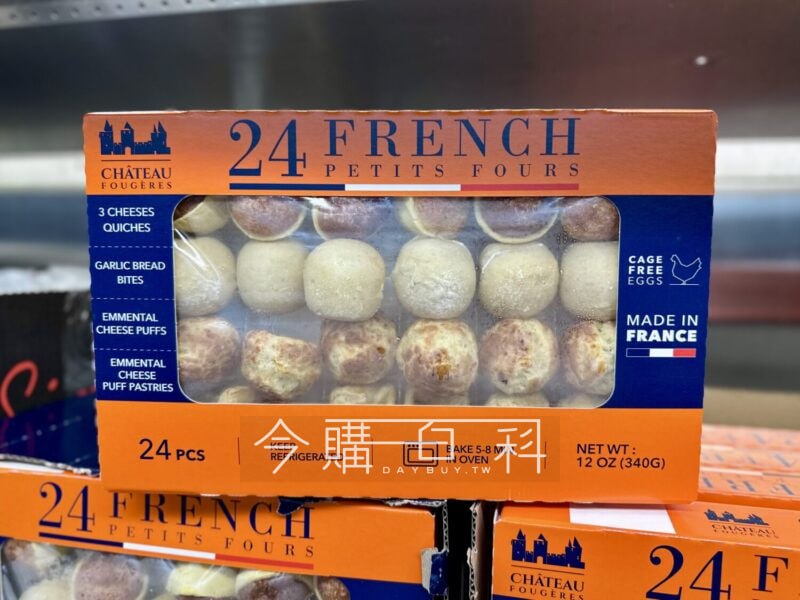 CHÂTEAU
FOUGÈRES
24 FRENCH
PETITS FOURS
3 CHEESES
QUICHES
GARLIC BREAD
BITES
EMMENTAL
CHEESE PUFFS
EMMENTAL
CHEESE
PUFF PASTRIES
CAGE
FREE
EGGS
MADE IN
FRANCE
24 PCS
KEEP
REFRIGERATED
BAKE 5-8 MIN
IN OVEN
NET WT :
12 OZ (340G)
今購百科
DAYBUY.TW
24 FRENCH
PETITS FOURS
CHÂTEAU
FOUGÈRES
24 F